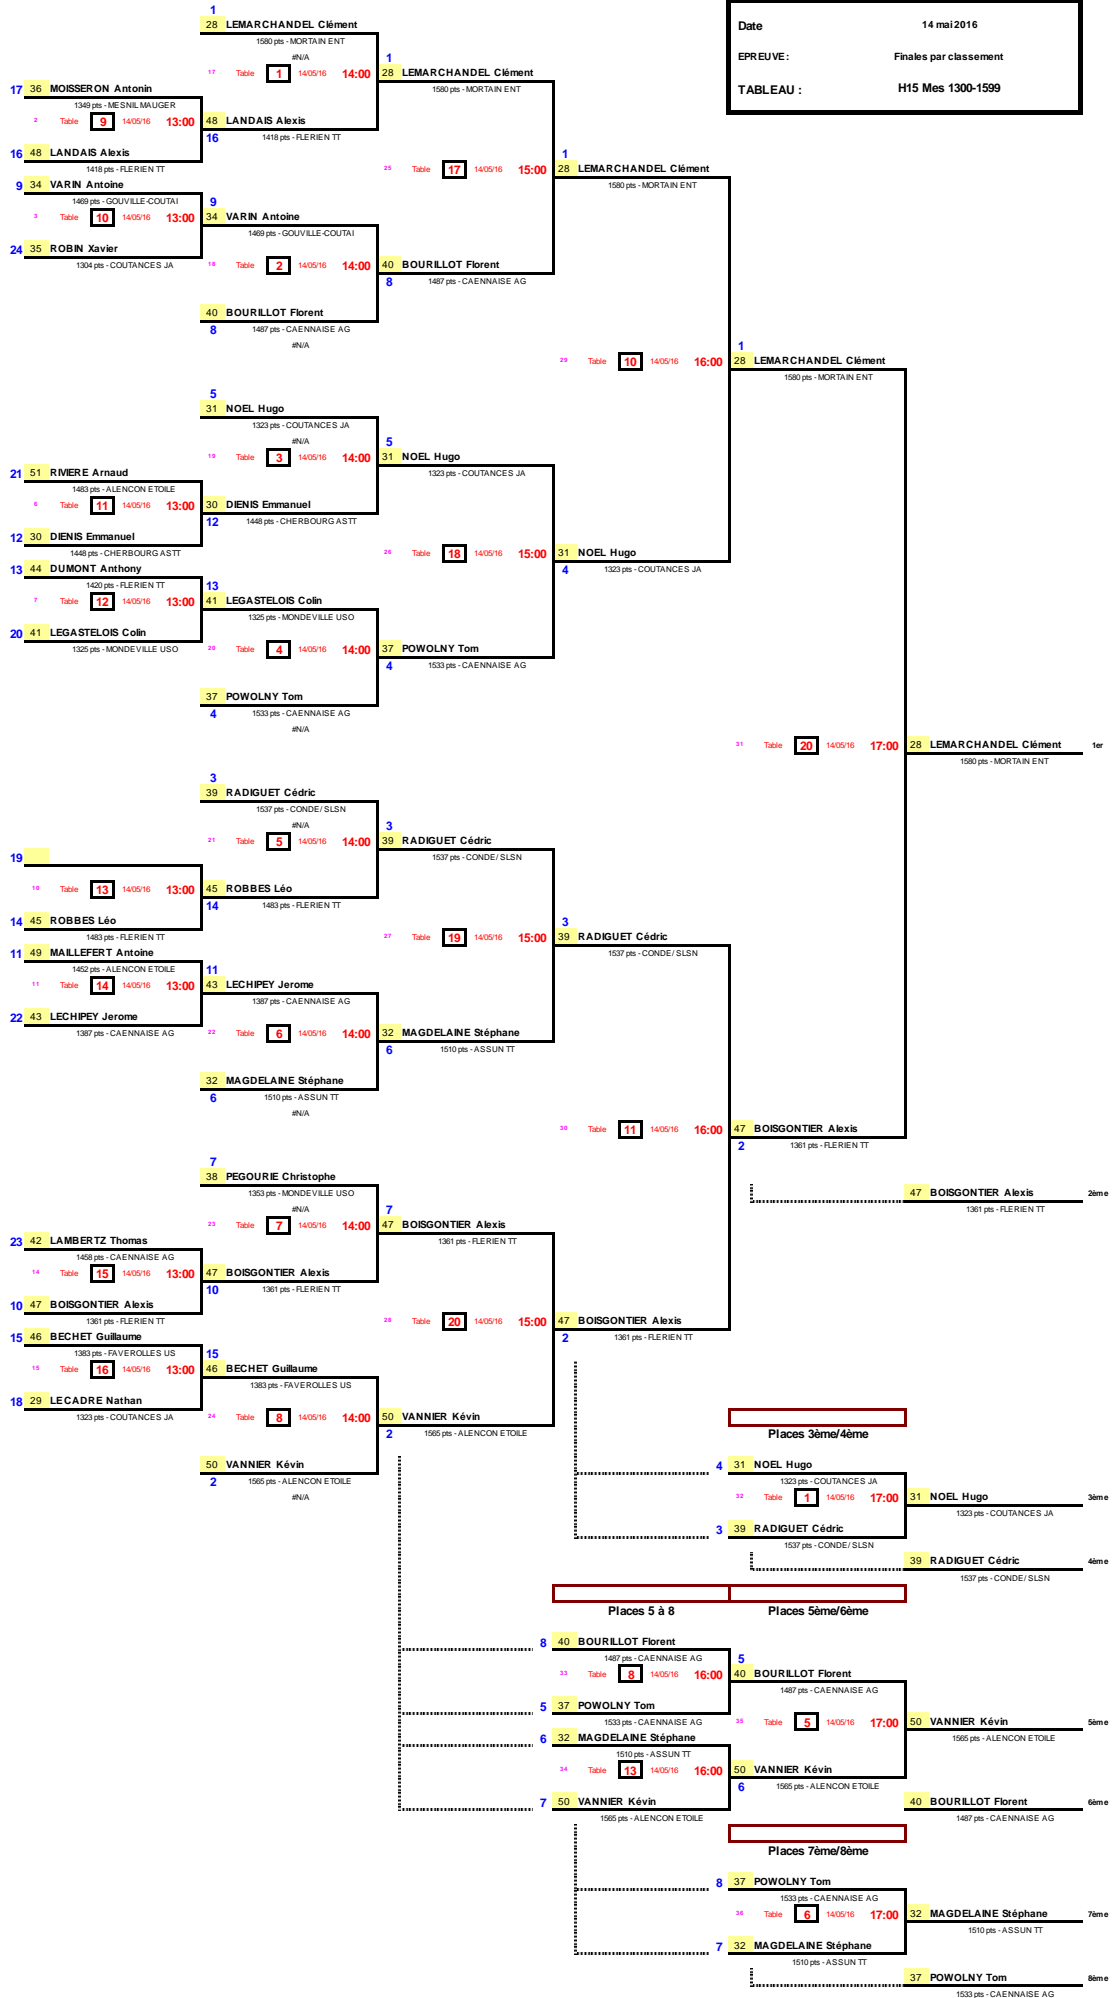 Date 14 mai 2016
EPREUVE : Finales par classement
TABLEAU : H15 Mes 1300-1599
1
28 LEMARCHANDEL Clément
1580 pts - MORTAIN ENT
#N/A
17 Table 1 14/05/16 14:00
1
28 LEMARCHANDEL Clément
1580 pts - MORTAIN ENT
17 36 MOISSERON Antonin
1349 pts - MESNIL MAUGER
2 Table 9 14/05/16 13:00
48 LANDAIS Alexis
16
1418 pts - FLERIEN TT
16 48 LANDAIS Alexis
1418 pts - FLERIEN TT
25 Table 17 14/05/16 15:00
1
28 LEMARCHANDEL Clément
1580 pts - MORTAIN ENT
9 34 VARIN Antoine
1469 pts - GOUVILLE-COUTAI
3 Table 10 14/05/16 13:00
9
34 VARIN Antoine
1469 pts - GOUVILLE-COUTAI
24 35 ROBIN Xavier
1304 pts - COUTANCES JA
18 Table 2 14/05/16 14:00
40 BOURILLOT Florent
8
1487 pts - CAENNAISE AG
40 BOURILLOT Florent
8
1487 pts - CAENNAISE AG
#N/A
29 Table 10 14/05/16 16:00
1
28 LEMARCHANDEL Clément
1580 pts - MORTAIN ENT
5
31 NOEL Hugo
1323 pts - COUTANCES JA
#N/A
19 Table 3 14/05/16 14:00
5
31 NOEL Hugo
1323 pts - COUTANCES JA
21 51 RIVIERE Arnaud
1483 pts - ALENCON ETOILE
6 Table 11 14/05/16 13:00
30 DIENIS Emmanuel
12
1448 pts - CHERBOURG ASTT
12 30 DIENIS Emmanuel
1448 pts - CHERBOURG ASTT
26 Table 18 14/05/16 15:00
31 NOEL Hugo
4
1323 pts - COUTANCES JA
13 44 DUMONT Anthony
1420 pts - FLERIEN TT
7 Table 12 14/05/16 13:00
13
41 LEGASTELOIS Colin
1325 pts - MONDEVILLE USO
20 41 LEGASTELOIS Colin
1325 pts - MONDEVILLE USO
20 Table 4 14/05/16 14:00
37 POWOLNY Tom
4
1533 pts - CAENNAISE AG
37 POWOLNY Tom
4
1533 pts - CAENNAISE AG
#N/A
31 Table 20 14/05/16 17:00
28 LEMARCHANDEL Clément 1er
1580 pts - MORTAIN ENT
3
39 RADIGUET Cédric
1537 pts - CONDE/ SLSN
#N/A
21 Table 5 14/05/16 14:00
3
39 RADIGUET Cédric
1537 pts - CONDE/ SLSN
19
10 Table 13 14/05/16 13:00
45 ROBBES Léo
14
1483 pts - FLERIEN TT
14 45 ROBBES Léo
1483 pts - FLERIEN TT
27 Table 19 14/05/16 15:00
3
39 RADIGUET Cédric
1537 pts - CONDE/ SLSN
11 49 MAILLEFERT Antoine
1452 pts - ALENCON ETOILE
11 Table 14 14/05/16 13:00
11
43 LECHIPEY Jerome
1387 pts - CAENNAISE AG
22 43 LECHIPEY Jerome
1387 pts - CAENNAISE AG
22 Table 6 14/05/16 14:00
32 MAGDELAINE Stéphane
6
1510 pts - ASSUN TT
32 MAGDELAINE Stéphane
6
1510 pts - ASSUN TT
#N/A
30 Table 11 14/05/16 16:00
47 BOISGONTIER Alexis
2
1361 pts - FLERIEN TT
47 BOISGONTIER Alexis 2ème
1361 pts - FLERIEN TT
7
38 PEGOURIE Christophe
1353 pts - MONDEVILLE USO
#N/A
23 Table 7 14/05/16 14:00
7
47 BOISGONTIER Alexis
1361 pts - FLERIEN TT
23 42 LAMBERTZ Thomas
1458 pts - CAENNAISE AG
14 Table 15 14/05/16 13:00
47 BOISGONTIER Alexis
10
1361 pts - FLERIEN TT
10 47 BOISGONTIER Alexis
1361 pts - FLERIEN TT
28 Table 20 14/05/16 15:00
47 BOISGONTIER Alexis
2
1361 pts - FLERIEN TT
15 46 BECHET Guillaume
1383 pts - FAVEROLLES US
15 Table 16 14/05/16 13:00
15
46 BECHET Guillaume
1383 pts - FAVEROLLES US
18 29 LECADRE Nathan
1323 pts - COUTANCES JA
24 Table 8 14/05/16 14:00
50 VANNIER Kévin
2
1565 pts - ALENCON ETOILE
50 VANNIER Kévin
2
1565 pts - ALENCON ETOILE
#N/A
Places 3ème/4ème
4 31 NOEL Hugo
1323 pts - COUTANCES JA
32 Table 1 14/05/16 17:00
31 NOEL Hugo 3ème
1323 pts - COUTANCES JA
3 39 RADIGUET Cédric
1537 pts - CONDE/ SLSN
39 RADIGUET Cédric 4ème
1537 pts - CONDE/ SLSN
Places 5 à 8 Places 5ème/6ème
8 40 BOURILLOT Florent
1487 pts - CAENNAISE AG
33 Table 8 14/05/16 16:00
5
40 BOURILLOT Florent
1487 pts - CAENNAISE AG
5 37 POWOLNY Tom
1533 pts - CAENNAISE AG
35 Table 5 14/05/16 17:00
50 VANNIER Kévin 5ème
1565 pts - ALENCON ETOILE
6 32 MAGDELAINE Stéphane
1510 pts - ASSUN TT
34 Table 13 14/05/16 16:00
50 VANNIER Kévin
6
1565 pts - ALENCON ETOILE
7 50 VANNIER Kévin
1565 pts - ALENCON ETOILE
40 BOURILLOT Florent 6ème
1487 pts - CAENNAISE AG
Places 7ème/8ème
8 37 POWOLNY Tom
1533 pts - CAENNAISE AG
36 Table 6 14/05/16 17:00
32 MAGDELAINE Stéphane 7ème
1510 pts - ASSUN TT
7 32 MAGDELAINE Stéphane
1510 pts - ASSUN TT
37 POWOLNY Tom 8ème
1533 pts - CAENNAISE AG